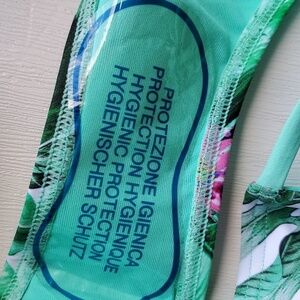 PROTEZIONE IGIENICA
PROTECTION HYGIENIQUE
HYGIENIC PROTECTION
HYGIENISCHER SCHUTZ